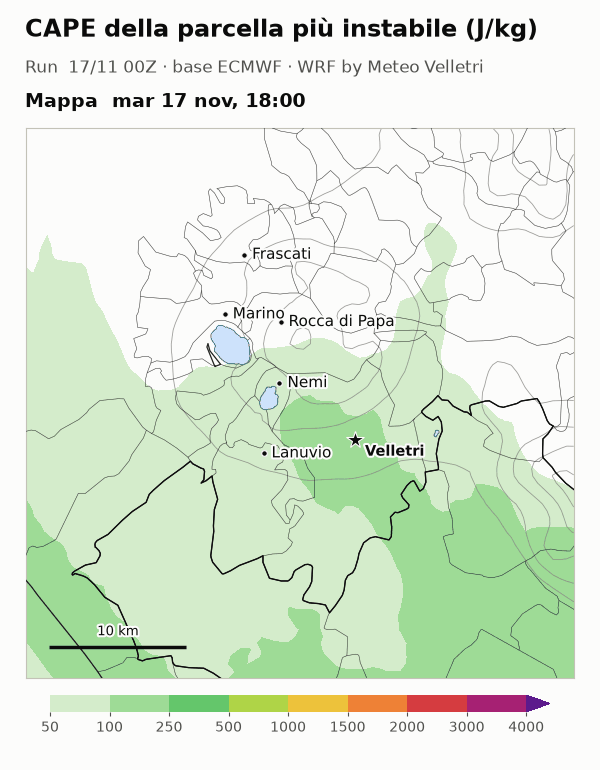 CAPE della parcella più instabile (J/kg)
Run  17/11 00Z · base ECMWF · WRF by Meteo Velletri
Mappa  mar 17 nov, 18:00
Frascati
Marino
Rocca di Papa
Nemi
Velletri
Lanuvio
10 km
50 100 250 500 1000 1500 2000 3000 4000